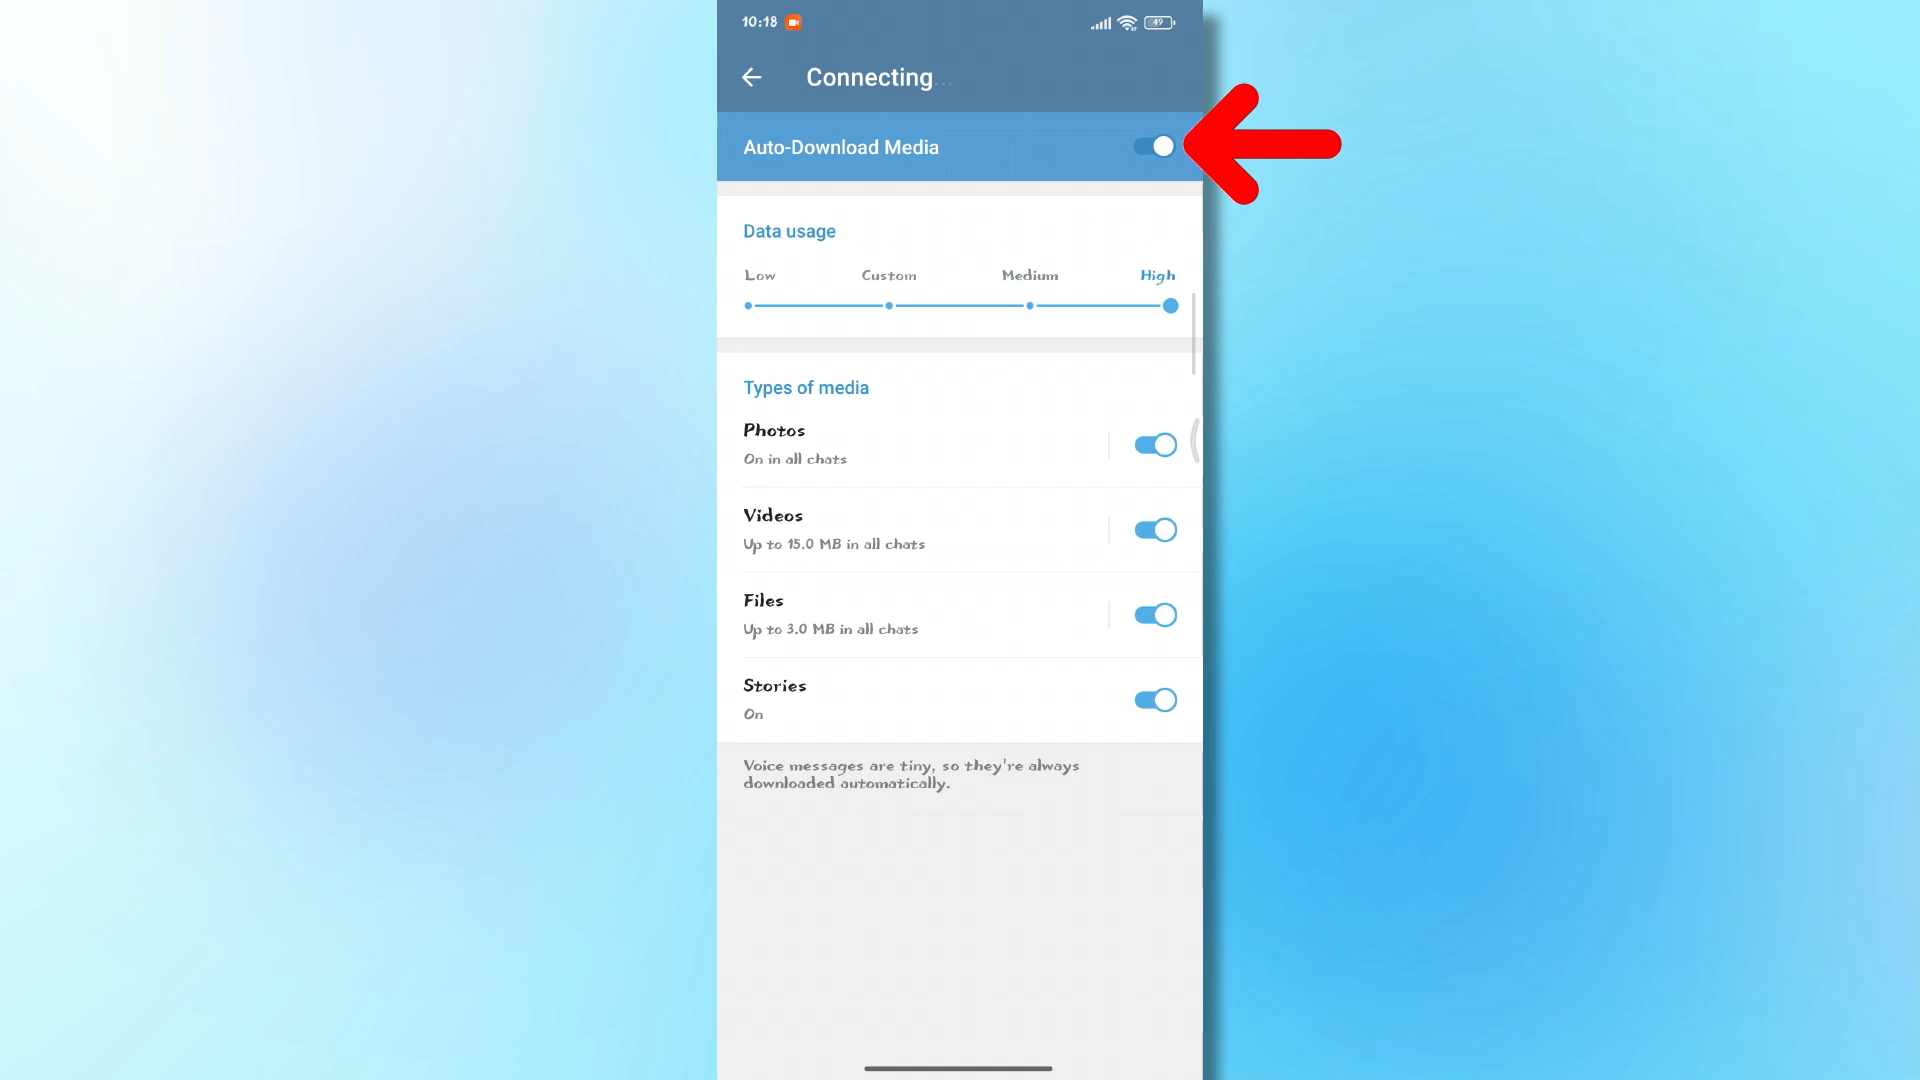 10:18
49
Connecting...
Auto-Download Media
Data usage
Low Custom Medium High
Types of media
Photos
On in all chats
Videos
Up to 15.0 MB in all chats
Files
Up to 3.0 MB in all chats
Stories
On
Voice messages are tiny, so they're always
downloaded automatically.